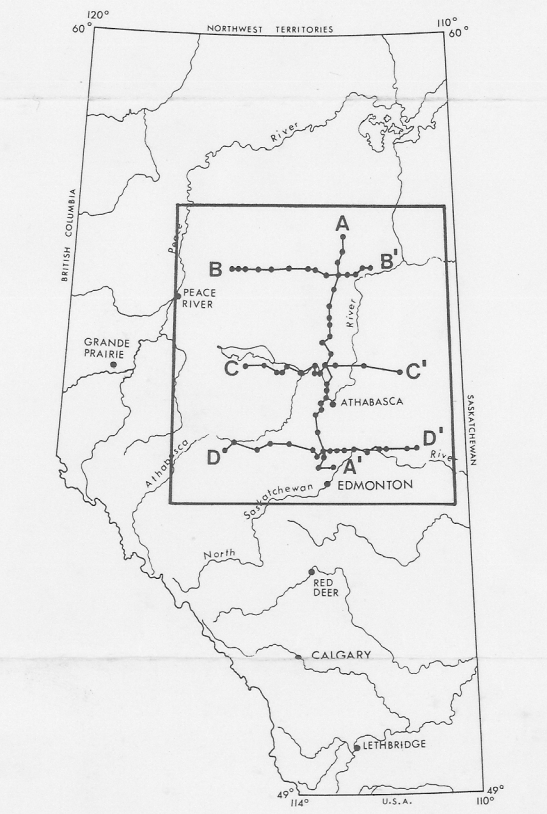 120°
110°
60°
NORTHWEST TERRITORIES
60°
River
BRITISH COLUMBIA
Peace
A
B
B'
PEACE
RIVER
River
GRANDE
PRAIRIE
C
C'
ATHABASCA
SASKATCHEWAN
D
D'
River
Athabasca
A'
Saskatchewan
EDMONTON
North
RED
DEER
CALGARY
LETHBRIDGE
49°
114°
U.S.A.
49°
110°